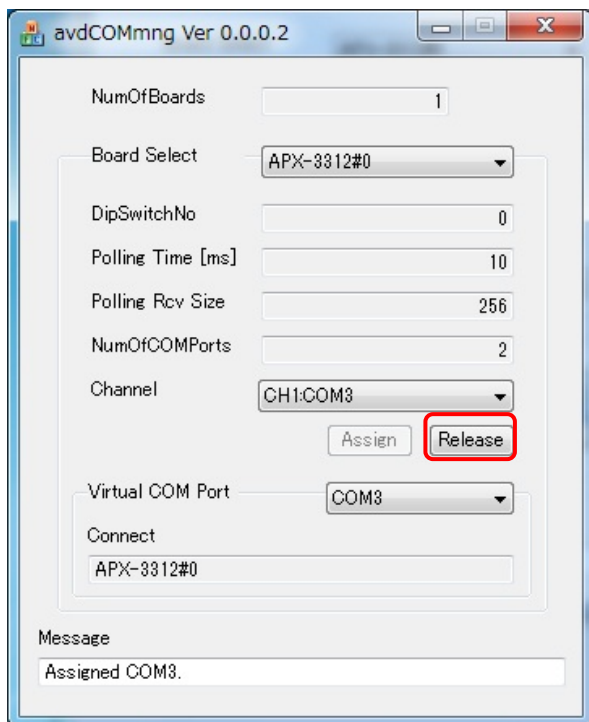 avdCOMmng Ver 0.0.0.2
NumOfBoards 1
Board Select APX-3312#0
DipSwitchNo 0
Polling Time [ms] 10
Polling Rcv Size 256
NumOfCOMPorts 2
Channel CH1:COM3
Assign Release
Virtual COM Port COM3
Connect
APX-3312#0
Message
Assigned COM3.